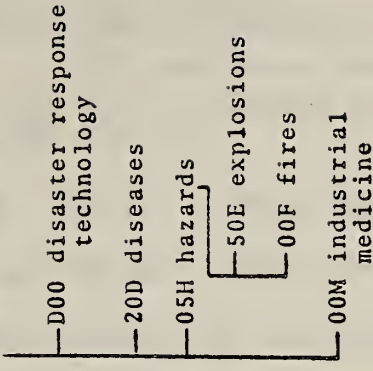 D00 disaster response
technology
20D diseases
05H hazards
50E explosions
00F fires
00M industrial
medicine